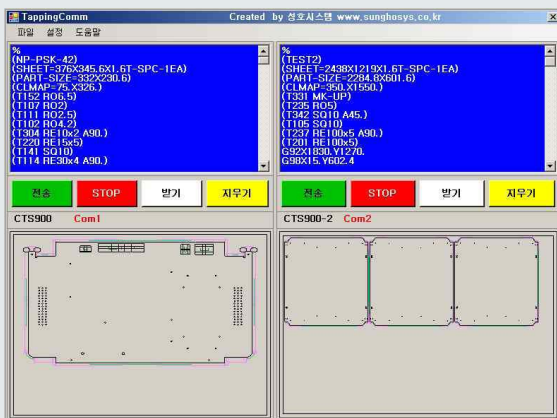 TappingComm Created by 성호시스템 www.sunghosys.co.kr
파일 설정 도움말
%
(NP-PSK-42)
(SHEET=376X345.6X1.6T-SPC-1EA)
(PART-SIZE=332X230.6)
(CLMAP=75.X326.)
(T152 RO6.5)
(T107 RO2)
(T111 RO2.5)
(T102 RO4.2)
(T304 RE10x2 A90.)
(T220 RE15x5)
(T141 SQ10)
(T114 RE30x4 A90.)
%
(TEST2)
(SHEET=2438X1219X1.6T-SPC-1EA)
(PART-SIZE=2284.8X601.6)
(CLMAP=350.X1550.)
(T331 MK-UP)
(T235 RO5)
(T342 SQ10 A45.)
(T105 SQ10)
(T237 RE100x5 A90.)
(T201 RE100x5)
G92X1830.Y1270.
G98X15.Y602.4
전송 STOP 받기 지우기
전송 STOP 받기 지우기
CTS900 Com1
CTS900-2 Com2